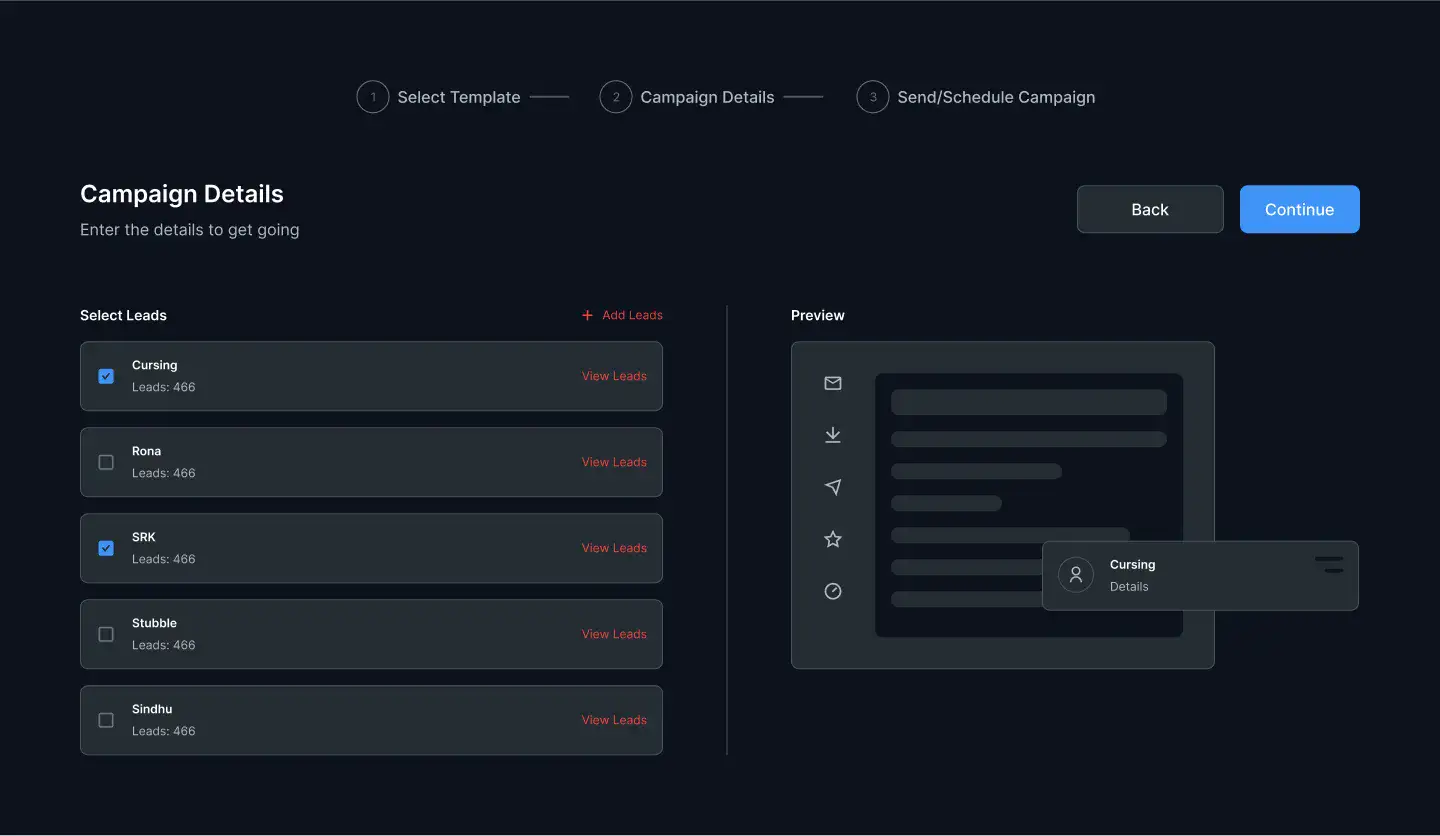 1 Select Template
2 Campaign Details
3 Send/Schedule Campaign
Campaign Details
Enter the details to get going
Back
Continue
Select Leads
+ Add Leads
Cursing
Leads: 466
View Leads
Rona
Leads: 466
View Leads
SRK
Leads: 466
View Leads
Stubble
Leads: 466
View Leads
Sindhu
Leads: 466
View Leads
Preview
Cursing
Details